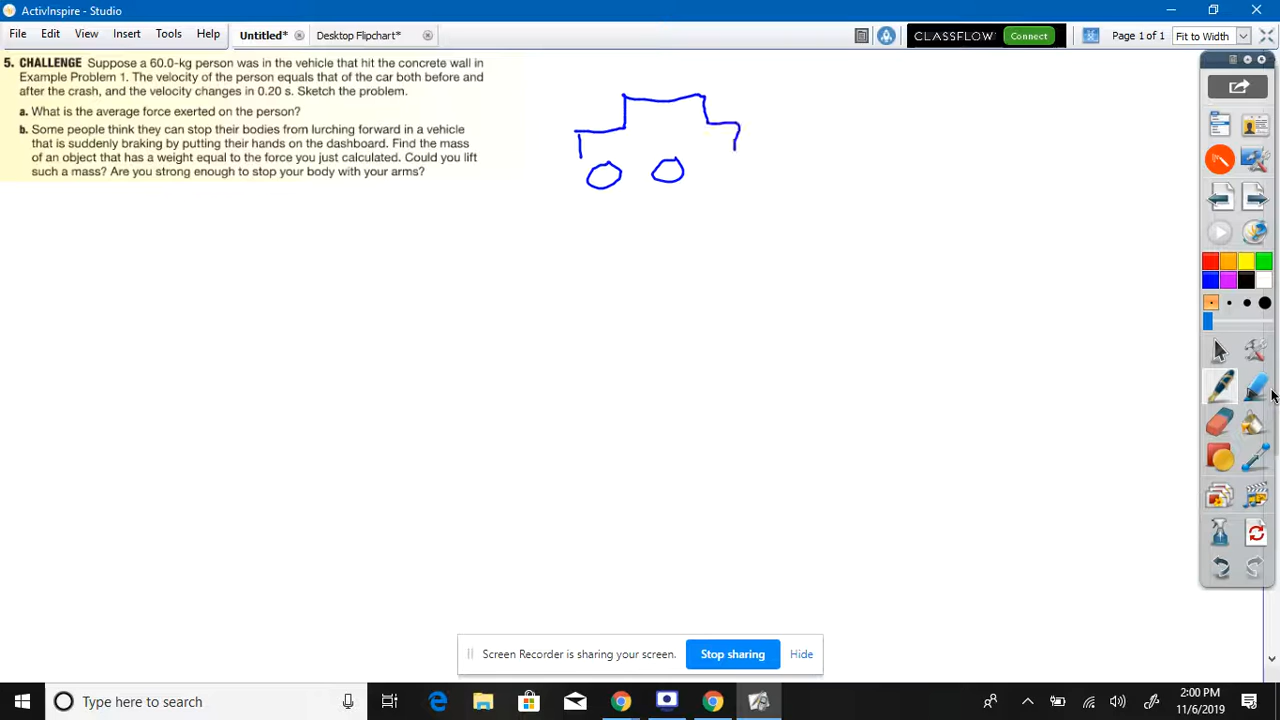 ActivInspire - Studio
File Edit View Insert Tools Help
Untitled*
Desktop Flipchart*
CLASSFLOW
Connect
Page 1 of 1
Fit to Width
5. CHALLENGE Suppose a 60.0-kg person was in the vehicle that hit the concrete wall in
Example Problem 1. The velocity of the person equals that of the car both before and
after the crash, and the velocity changes in 0.20 s. Sketch the problem.
a. What is the average force exerted on the person?
b. Some people think they can stop their bodies from lurching forward in a vehicle
that is suddenly braking by putting their hands on the dashboard. Find the mass
of an object that has a weight equal to the force you just calculated. Could you lift
such a mass? Are you strong enough to stop your body with your arms?
Screen Recorder is sharing your screen.
Stop sharing
Hide
Type here to search
2:00 PM
11/6/2019